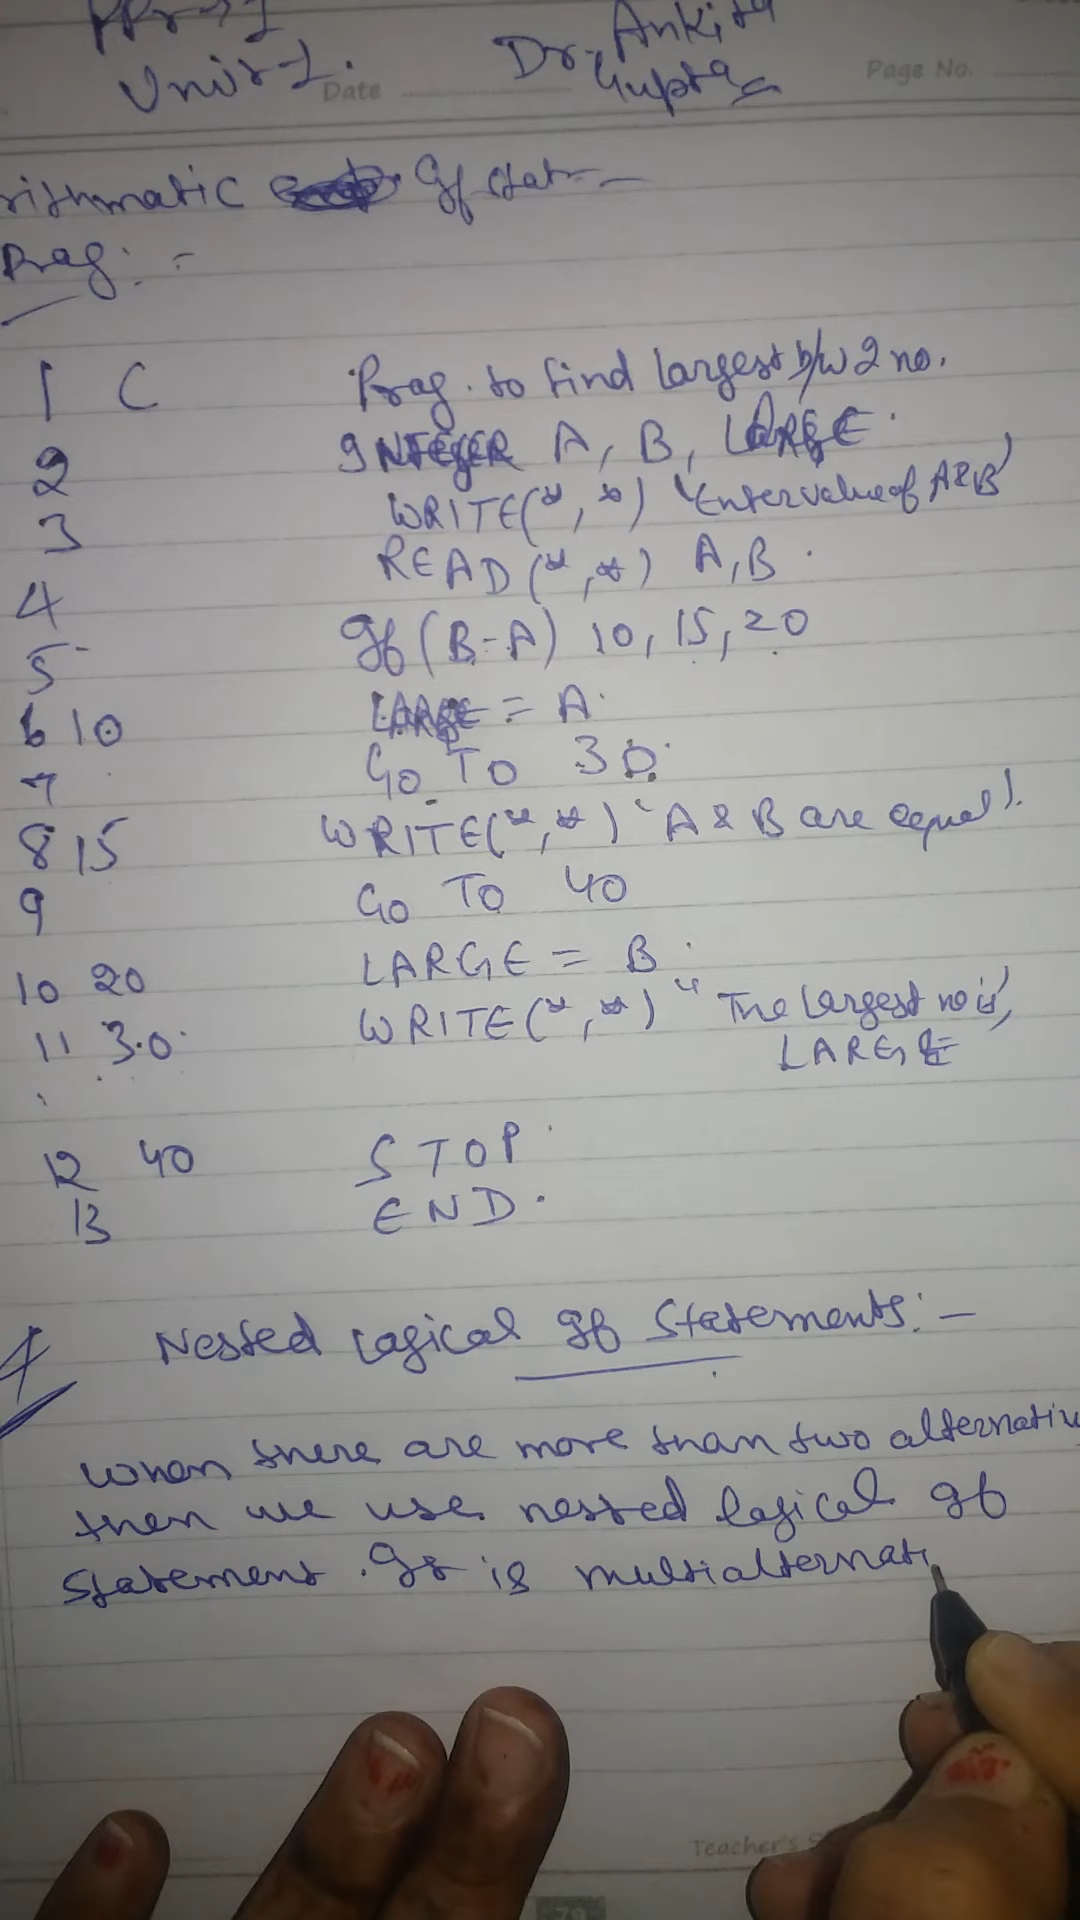 Unit-I.
Dr. Ankita
Gupta
Date
Page No.
rithmatic If stat -
Prog: -
1 C Prog. to find largest b/w 2 no.
2 INTEGER A, B, LARGE.
3 WRITE(*,*) 'Enter value of A & B'
4 READ(*,*) A,B.
5 If (B-A) 10, 15, 20
6 10 LARGE = A
7 GO TO 30
8 15 WRITE(*,*) 'A & B are equal'.
9 GO TO 40
10 20 LARGE = B
11 30 WRITE(*,*) "The largest no is',
LARGE
12 40 STOP
13 END.
Nested Logical If Statements: -
When there are more than two alternativ
then we use nested logical If
Statement. It is multialternati
Teacher's S
79